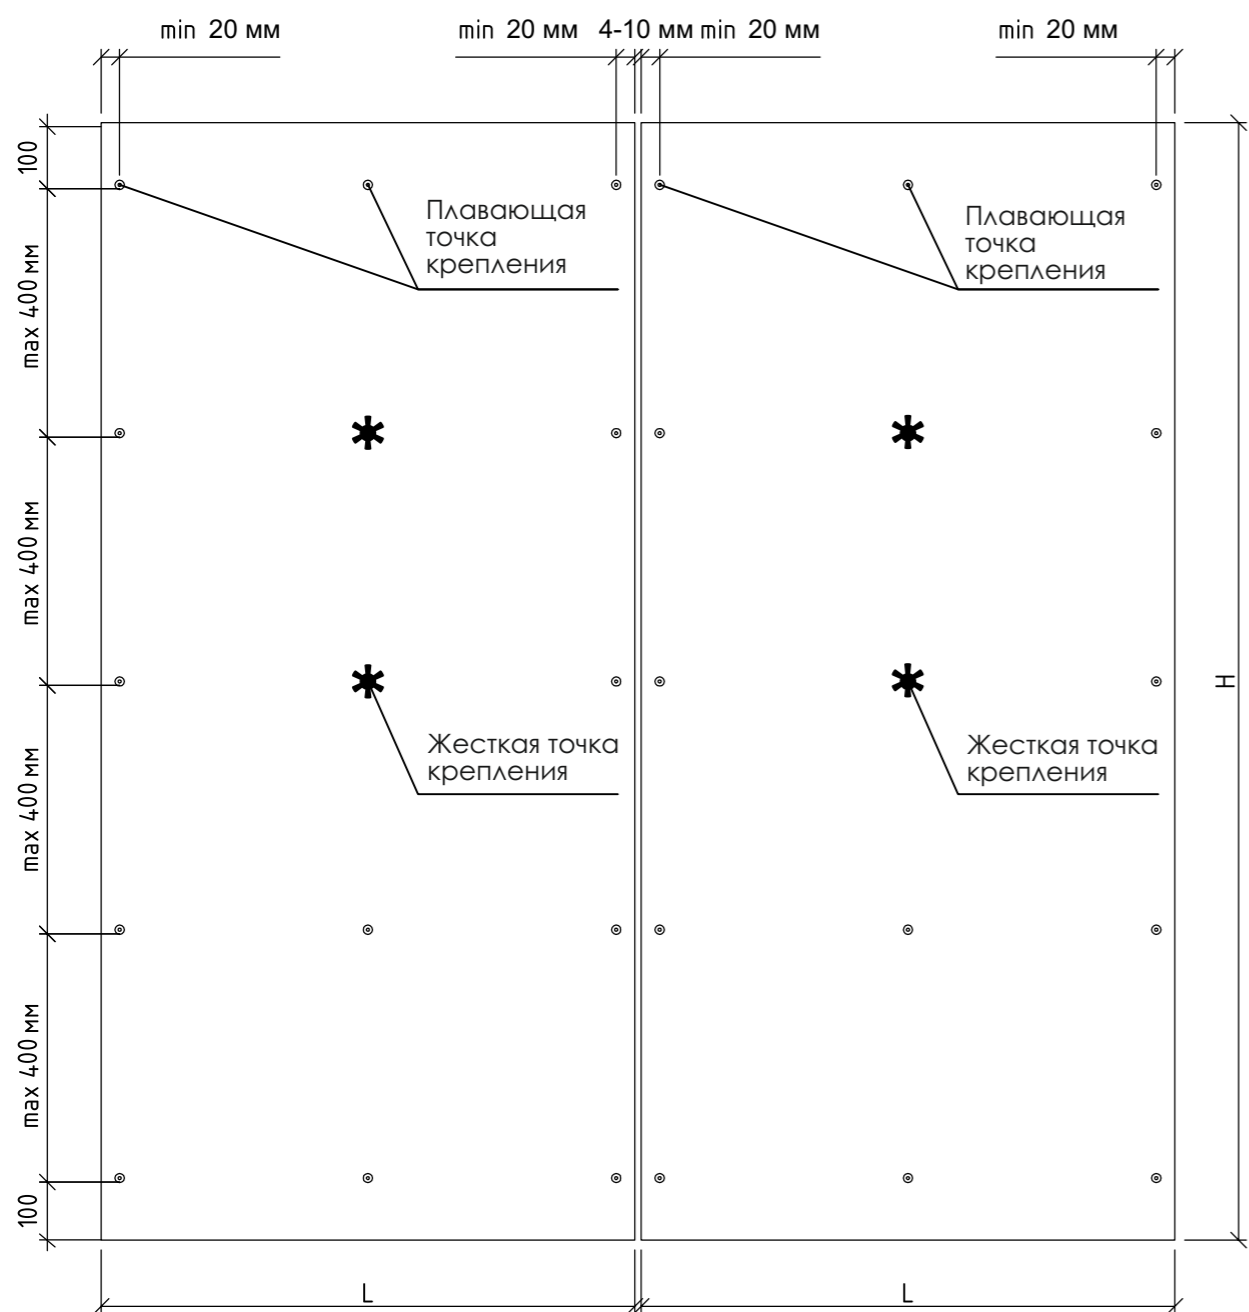 min 20 мм
min 20 мм
4-10 мм
min 20 мм
min 20 мм
100
Плавающая
точка
крепления
Плавающая
точка
крепления
max 400 мм
max 400 мм
H
Жесткая точка
крепления
Жесткая точка
крепления
max 400 мм
max 400 мм
100
L
L